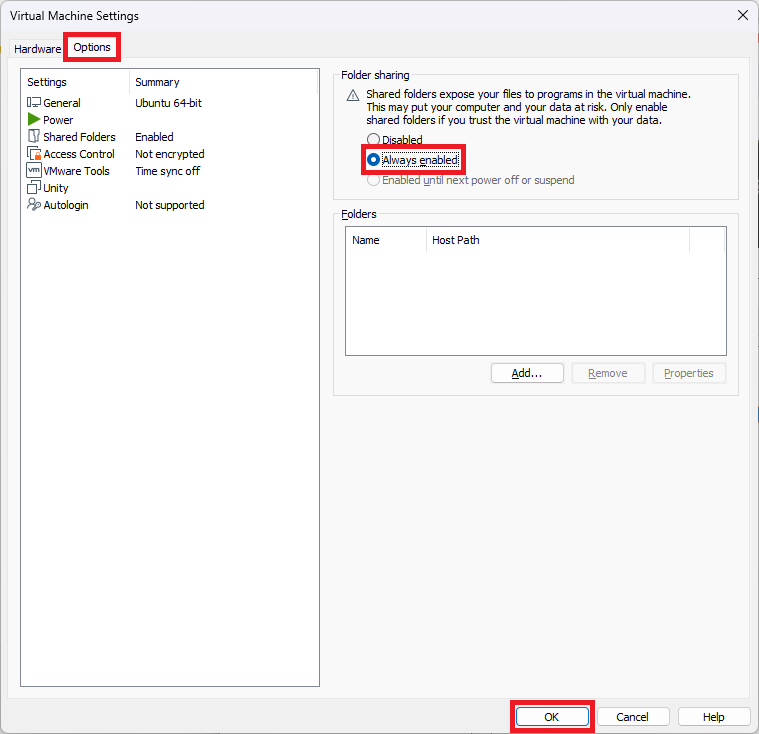 Virtual Machine Settings
Hardware Options
Settings Summary
General Ubuntu 64-bit
Power
Shared Folders Enabled
Access Control Not encrypted
VMware Tools Time sync off
Unity
Autologin Not supported
Folder sharing
Shared folders expose your files to programs in the virtual machine.
This may put your computer and your data at risk. Only enable
shared folders if you trust the virtual machine with your data.
Disabled
Always enabled
Enabled until next power off or suspend
Folders
Name Host Path
Add... Remove Properties
OK Cancel Help